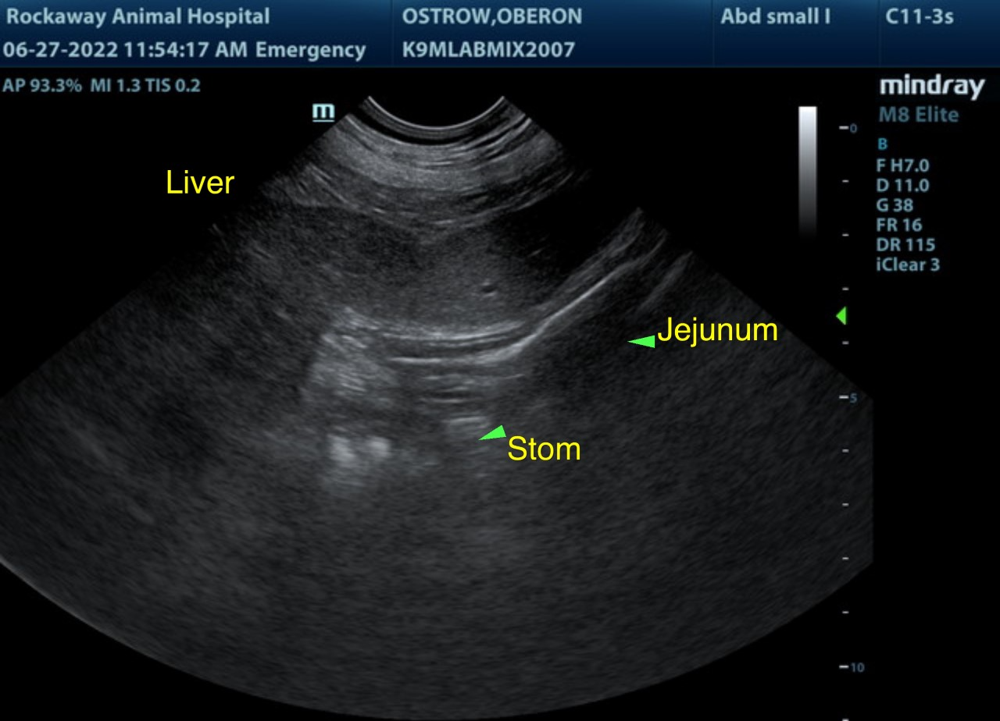 Rockaway Animal Hospital
OSTROW,OBERON
Abd small I
C11-3s
06-27-2022 11:54:17 AM Emergency
K9MLABMIX2007
AP 93.3% MI 1.3 TIS 0.2
mindray
M8 Elite
m
0
B
F H7.0
D 11.0
G 38
FR 16
DR 115
iClear 3
Liver
Jejunum
5
Stom
10